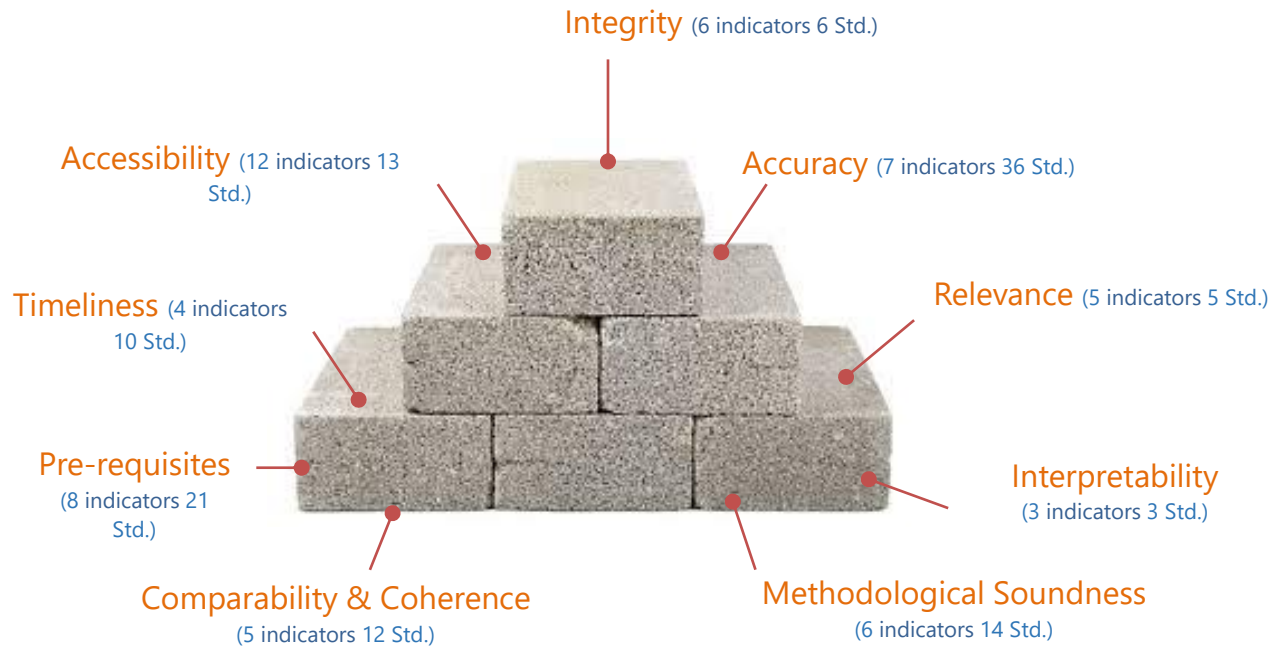 Integrity (6 indicators 6 Std.)
Accessibility (12 indicators 13
Std.)
Accuracy (7 indicators 36 Std.)
Timeliness (4 indicators
10 Std.)
Relevance (5 indicators 5 Std.)
Pre-requisites
(8 indicators 21
Std.)
Interpretability
(3 indicators 3 Std.)
Comparability & Coherence
(5 indicators 12 Std.)
Methodological Soundness
(6 indicators 14 Std.)